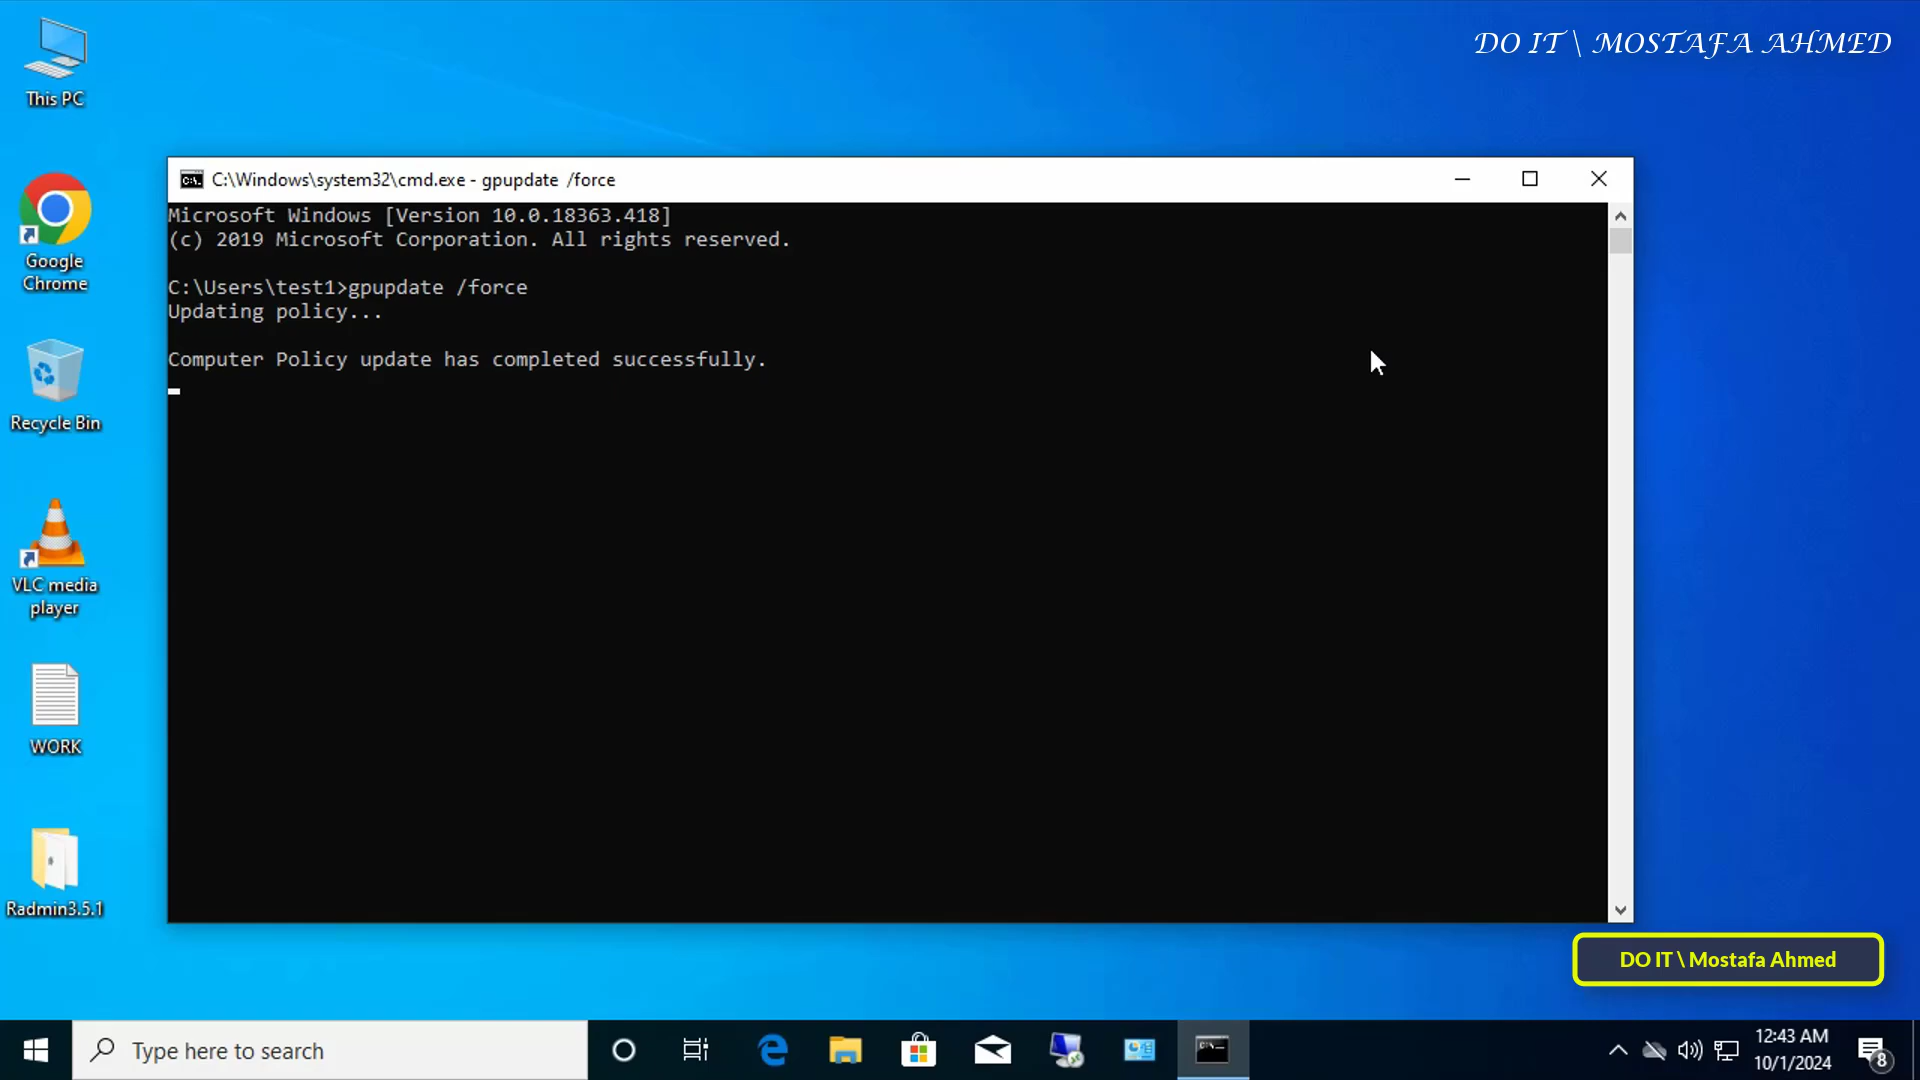 DO IT \ MOSTAFA AHMED
This PC
Google
Chrome
Recycle Bin
VLC media
player
WORK
Radmin3.5.1
C:\Windows\system32\cmd.exe - gpupdate /force
Microsoft Windows [Version 10.0.18363.418]
(c) 2019 Microsoft Corporation. All rights reserved.
C:\Users\test1>gpupdate /force
Updating policy...
Computer Policy update has completed successfully.
DO IT \ Mostafa Ahmed
Type here to search
12:43 AM
10/1/2024
8